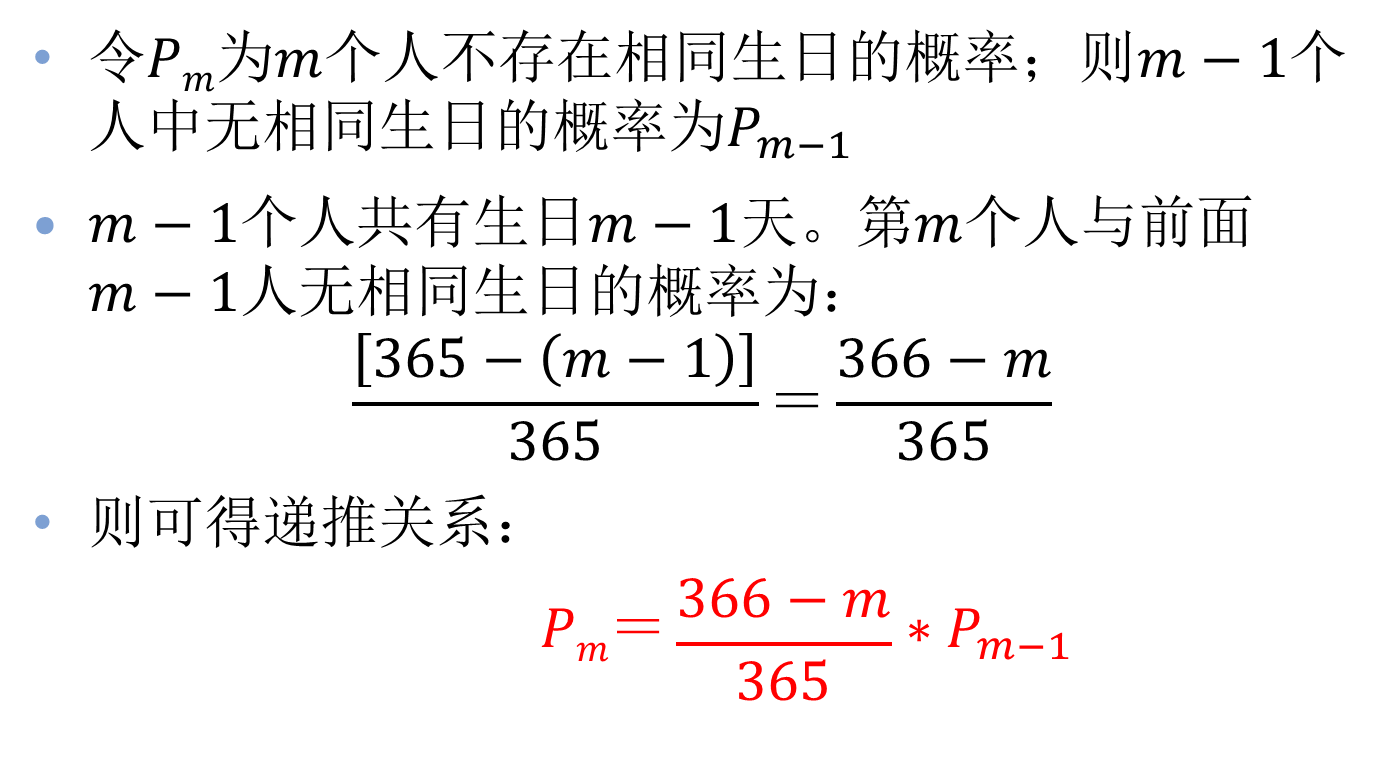 • 令Pₘ为m个人不存在相同生日的概率；则m − 1个
人中无相同生日的概率为Pₘ₋₁
• m − 1个人共有生日m − 1天。第m个人与前面
m − 1人无相同生日的概率为：
[365 − (m − 1)]/365 = (366 − m)/365
• 则可得递推关系：
Pₘ = (366 − m)/365 * Pₘ₋₁